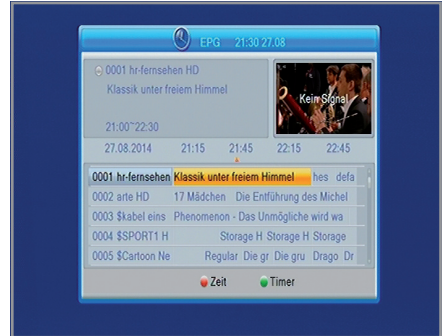 EPG 21:30 27.08
0001 hr-fernsehen HD
Klassik unter freiem Himmel
Kein Signal
21:00~22:30
27.08.2014 21:15 21:45 22:15 22:45
0001 hr-fernsehen Klassik unter freiem Himmel hes defa
0002 arte HD 17 Mädchen Die Entführung des Michel
0003 $kabel eins Phenomenon - Das Unmögliche wird wa
0004 $SPORT1 H Storage H Storage H Storage
0005 $Cartoon Ne Regular Die gr Die gru Drago Dr
Zeit Timer